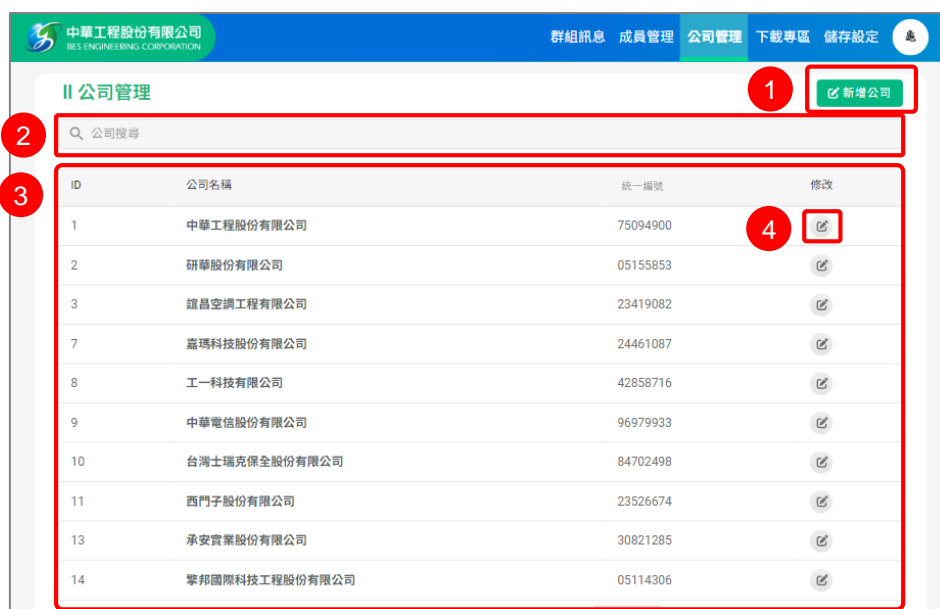 中華工程股份有限公司
BES ENGINEERING CORPORATION
群組訊息 成員管理 公司管理 下載專區 儲存設定
II 公司管理
1
新增公司
2
公司搜尋
3
ID 公司名稱 統一編號 修改
1 中華工程股份有限公司 75094900
4
2 研華股份有限公司 05155853
3 誼昌空調工程有限公司 23419082
7 嘉瑪科技股份有限公司 24461087
8 工一科技有限公司 42858716
9 中華電信股份有限公司 96979933
10 台灣士瑞克保全股份有限公司 84702498
11 西門子股份有限公司 23526674
13 承安實業股份有限公司 30821285
14 擎邦國際科技工程股份有限公司 05114306